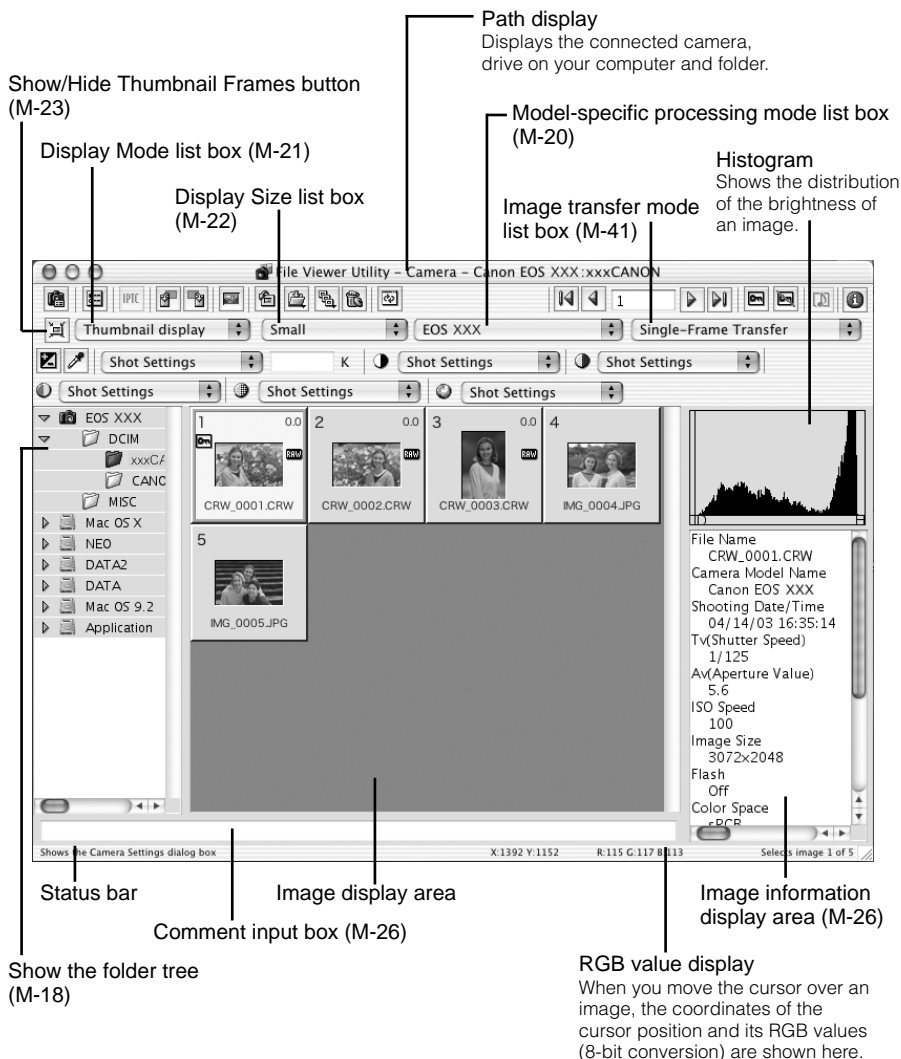 Path display
Displays the connected camera,
drive on your computer and folder.
Show/Hide Thumbnail Frames button
(M-23)
Model-specific processing mode list box
(M-20)
Display Mode list box (M-21)
Histogram
Shows the distribution
of the brightness of
an image.
Display Size list box
(M-22)
Image transfer mode
list box (M-41)
File Viewer Utility – Camera – Canon EOS XXX:xxxCANON
IPTC
1
Thumbnail display
Small
EOS XXX
Single-Frame Transfer
Shot Settings
K
Shot Settings
Shot Settings
Shot Settings
Shot Settings
Shot Settings
EOS XXX
DCIM
xxxCA
CANO
MISC
Mac OS X
NEO
DATA2
DATA
Mac OS 9.2
Application
1 0.0
RAW
CRW_0001.CRW
2 0.0
RAW
CRW_0002.CRW
3 0.0
RAW
CRW_0003.CRW
4
IMG_0004.JPG
5
IMG_0005.JPG
File Name
CRW_0001.CRW
Camera Model Name
Canon EOS XXX
Shooting Date/Time
04/14/03 16:35:14
Tv(Shutter Speed)
1/125
Av(Aperture Value)
5.6
ISO Speed
100
Image Size
3072x2048
Flash
Off
Color Space
sRGB
Shows the Camera Settings dialog box
X:1392 Y:1152
R:115 G:117 B:113
Selects image 1 of 5
Status bar
Image display area
Image information
display area (M-26)
Comment input box (M-26)
Show the folder tree
(M-18)
RGB value display
When you move the cursor over an
image, the coordinates of the
cursor position and its RGB values
(8-bit conversion) are shown here.